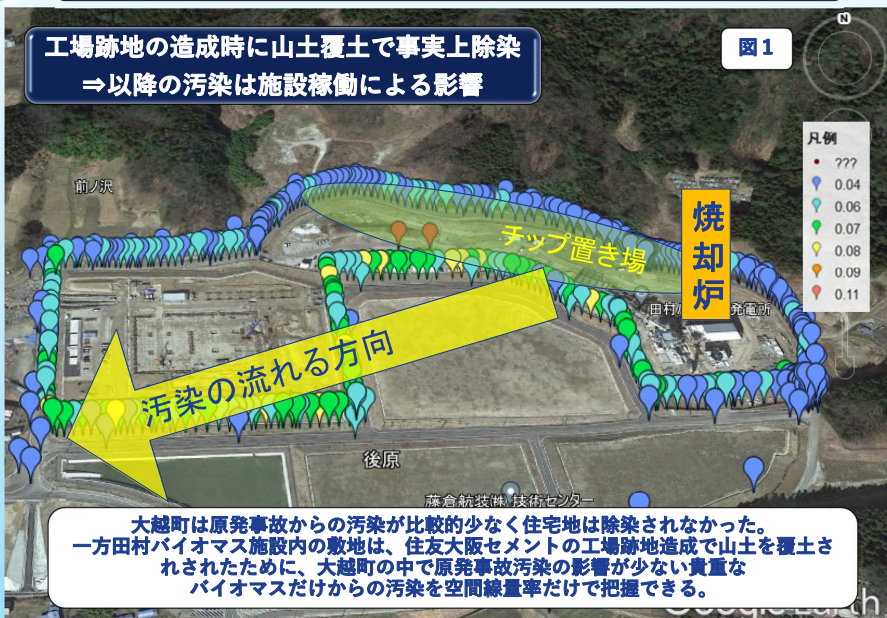 工場跡地の造成時に山土覆土で事実上除染
⇒以降の汚染は施設稼働による影響
図1
N
凡例
???
0.04
0.06
0.07
0.08
0.09
0.11
前ノ沢
チップ置き場
焼却炉
田村バ
発電所
汚染の流れる方向
後原
藤倉航装㈱ 技術センター
大越町は原発事故からの汚染が比較的少なく住宅地は除染されなかった。
一方田村バイオマス施設内の敷地は、住友大阪セメントの工場跡地造成で山土を覆土さ
れされたために、大越町の中で原発事故汚染の影響が少ない貴重な
バイオマスだけからの汚染を空間線量率だけで把握できる。
Google Earth